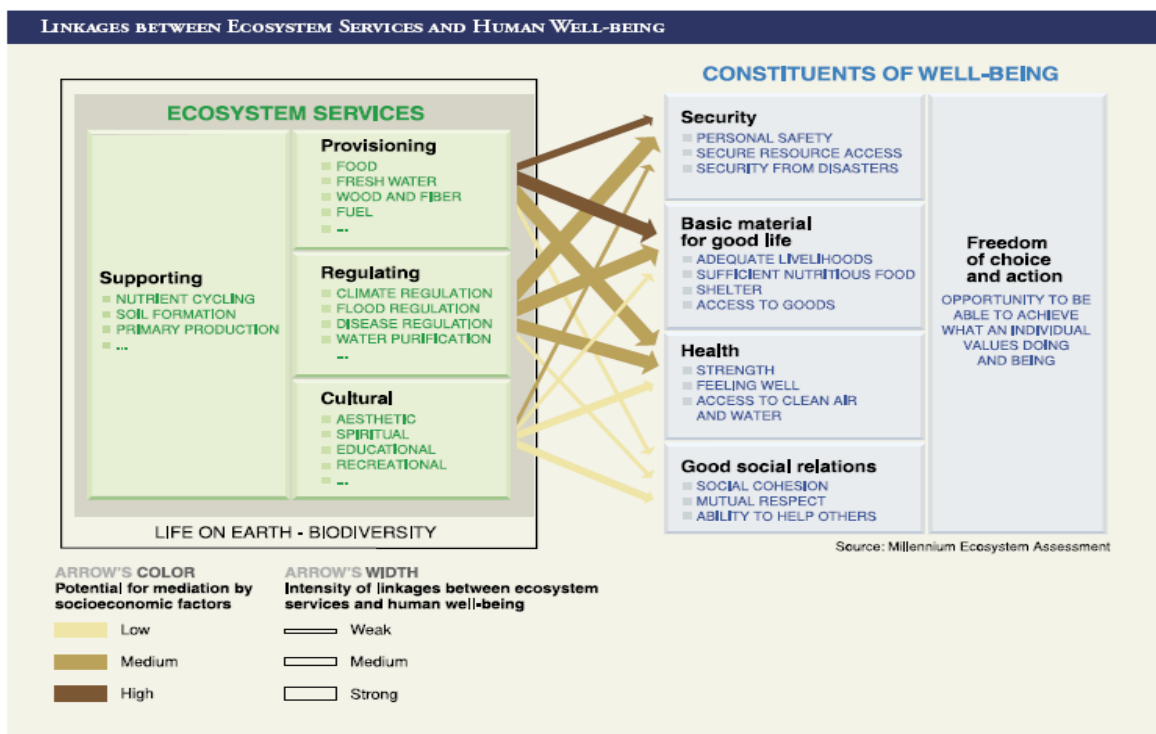 LINKAGES BETWEEN ECOSYSTEM SERVICES AND HUMAN WELL-BEING
CONSTITUENTS OF WELL-BEING
ECOSYSTEM SERVICES
Supporting
NUTRIENT CYCLING
SOIL FORMATION
PRIMARY PRODUCTION
...
Provisioning
FOOD
FRESH WATER
WOOD AND FIBER
FUEL
...
Regulating
CLIMATE REGULATION
FLOOD REGULATION
DISEASE REGULATION
WATER PURIFICATION
...
Cultural
AESTHETIC
SPIRITUAL
EDUCATIONAL
RECREATIONAL
...
LIFE ON EARTH - BIODIVERSITY
Security
PERSONAL SAFETY
SECURE RESOURCE ACCESS
SECURITY FROM DISASTERS
Basic material
for good life
ADEQUATE LIVELIHOODS
SUFFICIENT NUTRITIOUS FOOD
SHELTER
ACCESS TO GOODS
Health
STRENGTH
FEELING WELL
ACCESS TO CLEAN AIR
AND WATER
Good social relations
SOCIAL COHESION
MUTUAL RESPECT
ABILITY TO HELP OTHERS
Freedom
of choice
and action
OPPORTUNITY TO BE
ABLE TO ACHIEVE
WHAT AN INDIVIDUAL
VALUES DOING
AND BEING
Source: Millennium Ecosystem Assessment
ARROW'S COLOR
Potential for mediation by
socioeconomic factors
Low
Medium
High
ARROW'S WIDTH
Intensity of linkages between ecosystem
services and human well-being
Weak
Medium
Strong